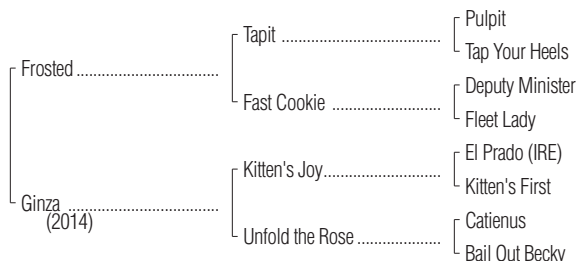 Pulpit
Tapit ........................................
Tap Your Heels
Frosted ....................................
Deputy Minister
Fast Cookie ...........................
Fleet Lady
El Prado (IRE)
Kitten's Joy.............................
Kitten's First
Ginza ......................................
(2014)
Catienus
Unfold the Rose .....................
Bail Out Becky